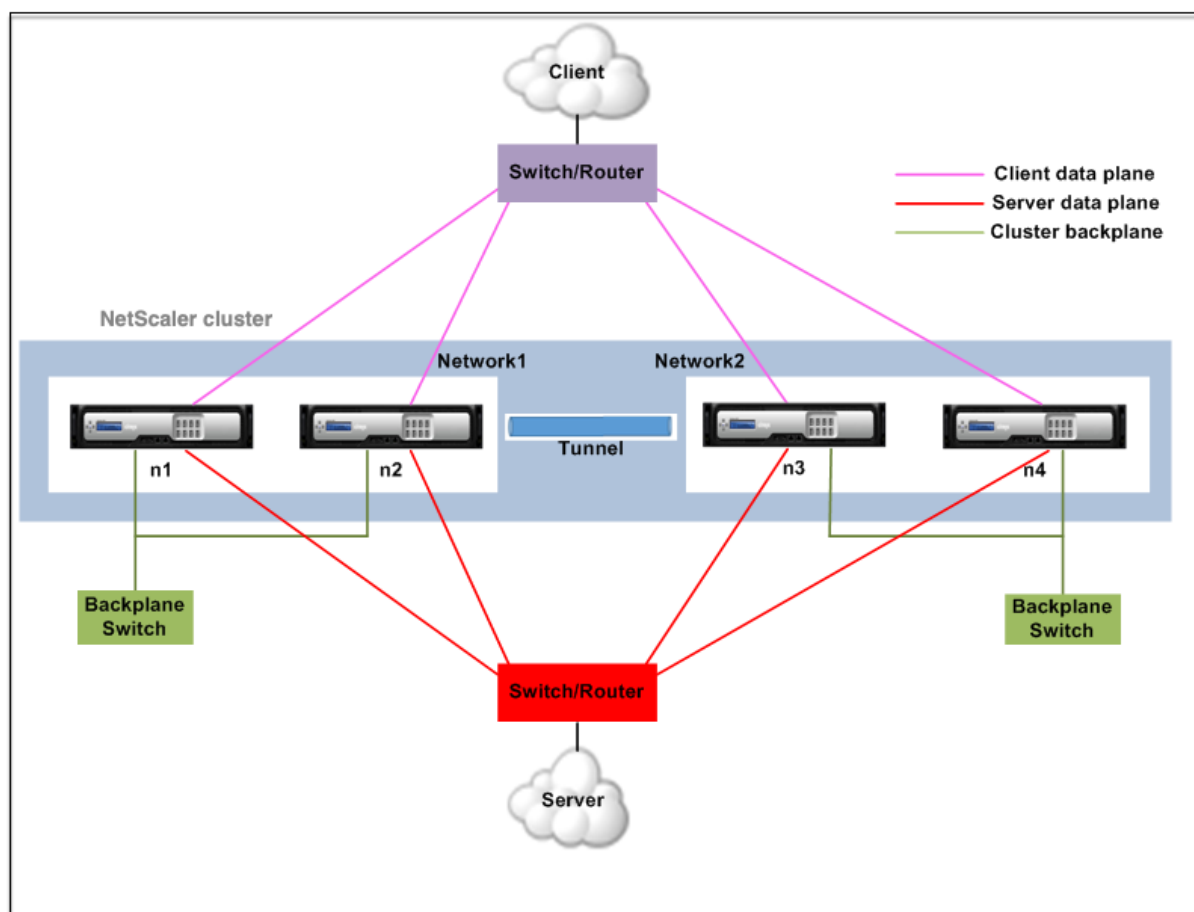 Client
Switch/Router
Client data plane
Server data plane
Cluster backplane
NetScaler cluster
Network1
Network2
Tunnel
n1
n2
n3
n4
Backplane
Switch
Backplane
Switch
Switch/Router
Server